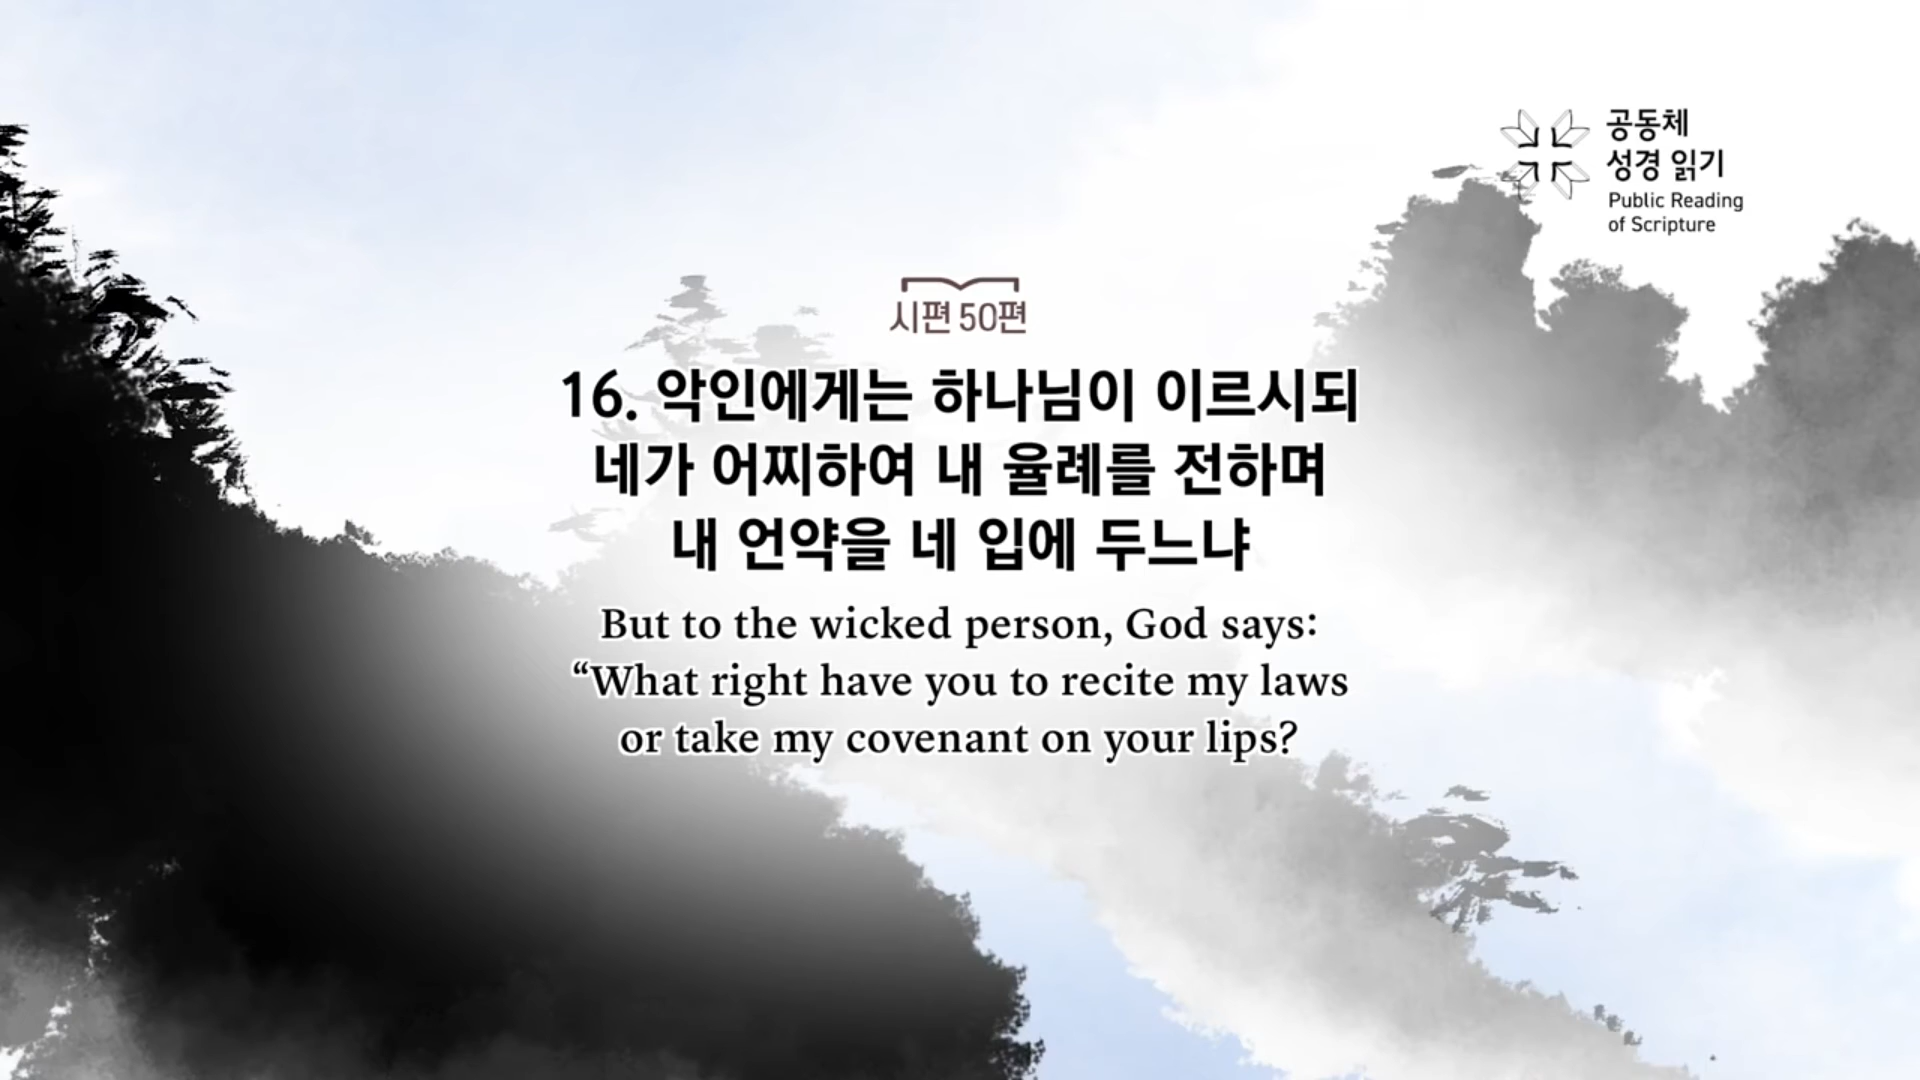 공동체
성경 읽기
Public Reading
of Scripture
시편 50편
16. 악인에게는 하나님이 이르시되
네가 어찌하여 내 율례를 전하며
내 언약을 네 입에 두느냐
But to the wicked person, God says:
“What right have you to recite my laws
or take my covenant on your lips?